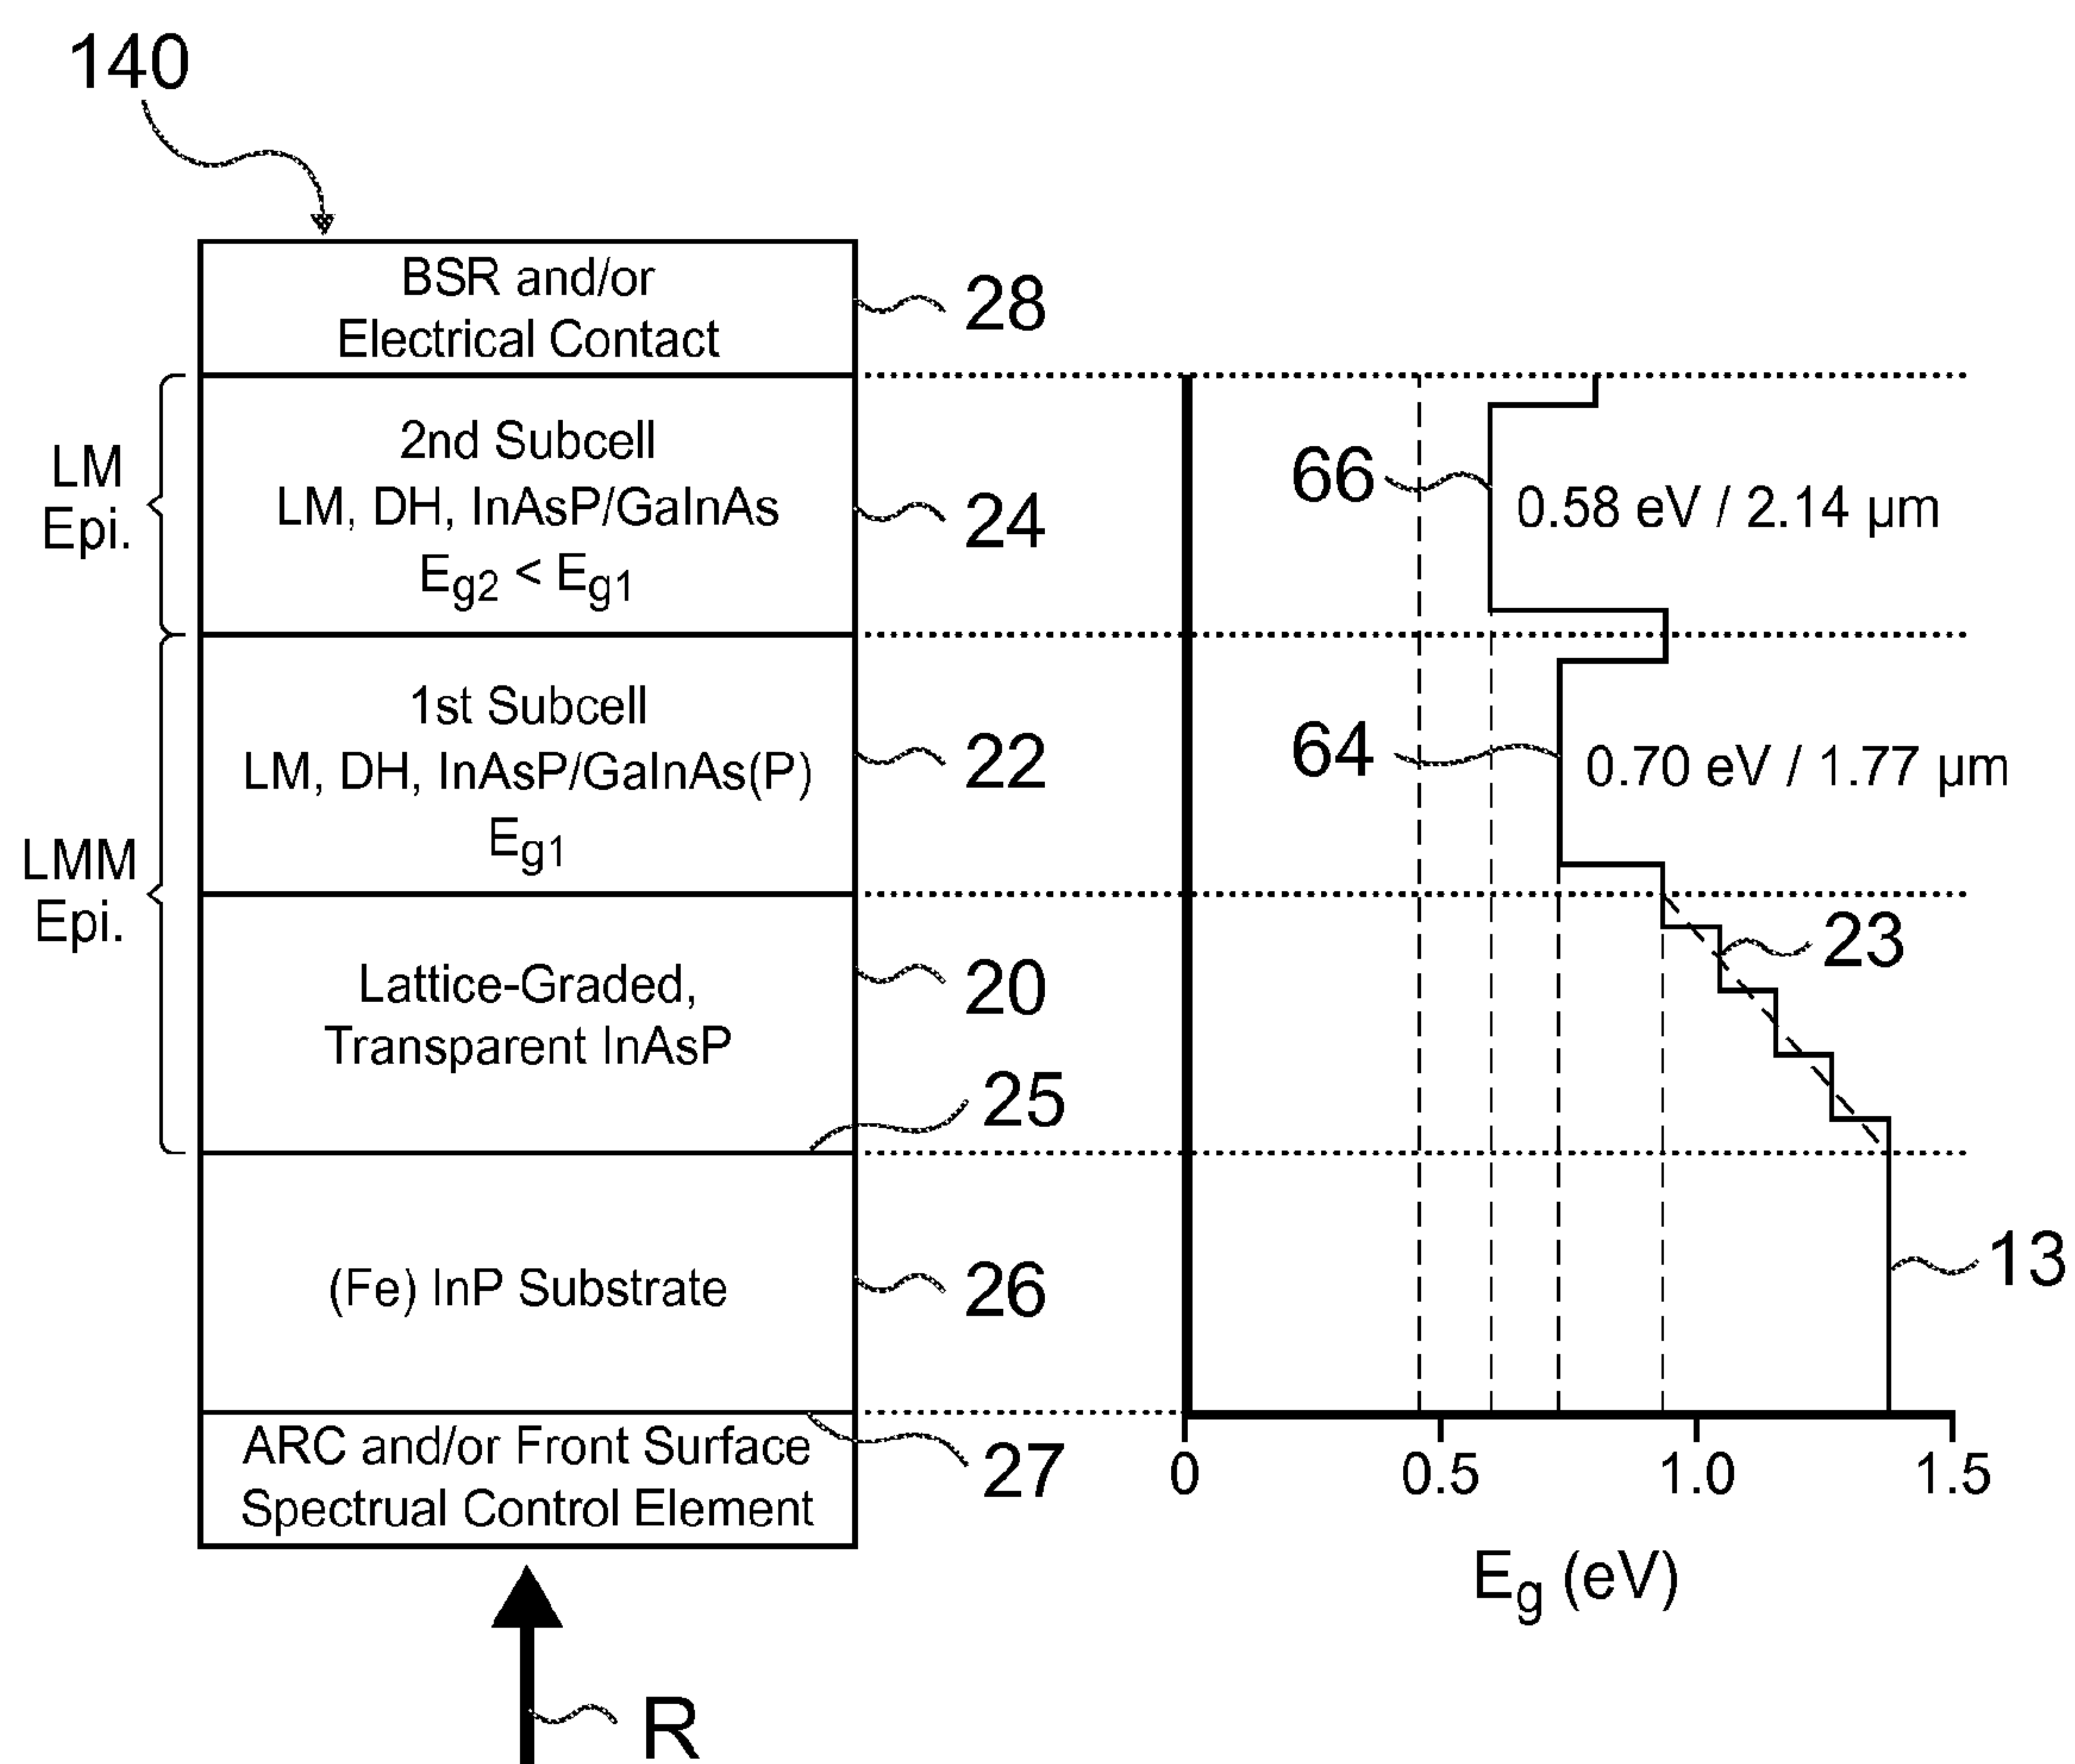 140
BSR and/or
Electrical Contact
28
LM
Epi.
2nd Subcell
LM, DH, InAsP/GaInAs
Eg2 < Eg1
24
66
0.58 eV / 2.14 µm
1st Subcell
LM, DH, InAsP/GaInAs(P)
Eg1
22
64
0.70 eV / 1.77 µm
LMM
Epi.
Lattice-Graded,
Transparent InAsP
20
23
25
(Fe) InP Substrate
26
13
ARC and/or Front Surface
Spectrual Control Element
27
0 0.5 1.0 1.5
Eg (eV)
R